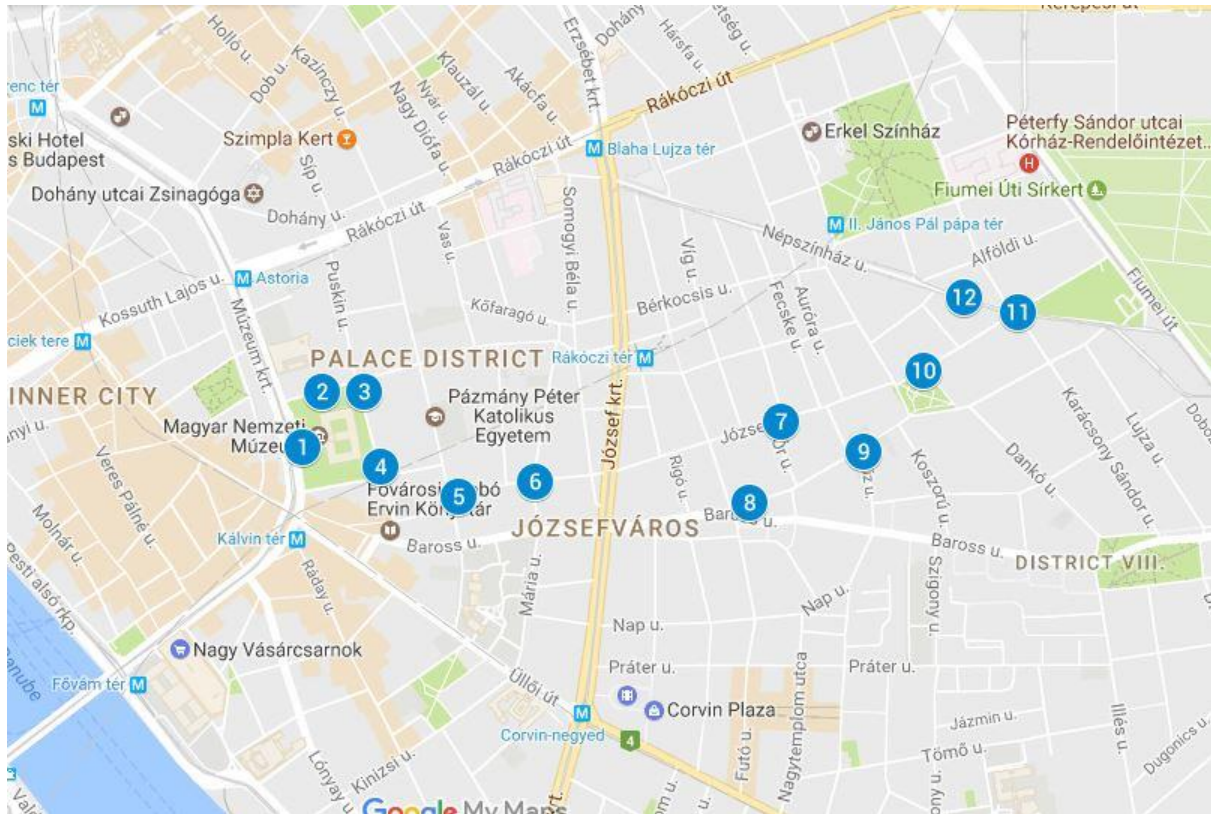 Kerepesi út
Holló u.
Kazinczy u.
Dob u.
Klauzál u.
Nyár u.
Akácfa u.
Nagy Diófa u.
Erzsébet krt.
Dohány
Hársfa u.
Rákóczi út
enc tér
M
ski Hotel
s Budapest
Szimpla Kert
Síp u.
Dohány utcai Zsinagóga
Dohány u.
Rákóczi út
Rákóczi út
M Blaha Lujza tér
Erkel Színház
Péterfy Sándor utcai
Kórház-Rendelőintézet...
H
Fiumei Úti Sírkert
M II. János Pál pápa tér
Népszínház u.
Alföldi u.
Fiumei út
Somogyi Béla u.
Vas u.
Víg u.
Bérkocsis u.
Auróra u.
Fecske u.
M Astoria
Kossuth Lajos u.
Múzeum krt.
Puskin u.
Kőfaragó u.
ciek tere M
PALACE DISTRICT
Rákóczi tér M
INNER CITY
Magyar Nemzeti
Pázmány Péter
Katolikus
Egyetem
József krt.
12
11
10
2
3
1
4
5
6
7
9
8
Veres Pálné u.
Molnár u.
Pesti alsó rkp.
Kálvin tér M
Ráday u.
Baross u.
JÓZSEFVÁROS
Mária u.
Rigó u.
Koszorú u.
Dankó u.
Karácsony Sándor u.
Lujza u.
Baross u.
DISTRICT VIII.
Szigony u.
Nap u.
Nap u.
Práter u.
Práter u.
Nagy Vásárcsarnok
Fővám tér M
Üllői út
M
Corvin-negyed
Corvin Plaza
4
Futó u.
Nagytemplom utca
Jázmin u.
Tömő u.
Illés u.
Dugonics u.
Lónyay u.
Kinizsi u.
Google My Maps